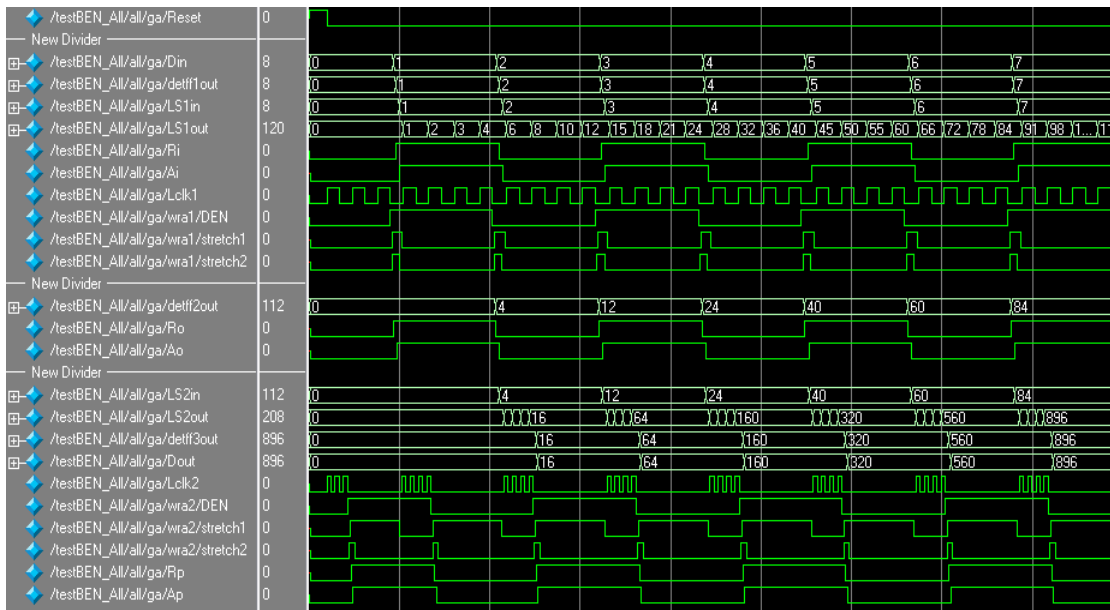 /testBEN_All/all/ga/Reset 0
New Divider
/testBEN_All/all/ga/Din 8 0 1 2 3 4 5 6 7
/testBEN_All/all/ga/detff1out 8 0 1 2 3 4 5 6 7
/testBEN_All/all/ga/LS1in 8 0 1 2 3 4 5 6 7
/testBEN_All/all/ga/LS1out 120 0 1 2 3 4 6 8 10 12 15 18 21 24 28 32 36 40 45 50 55 60 66 72 78 84 91 98 1... 11
/testBEN_All/all/ga/Ri 0
/testBEN_All/all/ga/Ai 0
/testBEN_All/all/ga/Lclk1 0
/testBEN_All/all/ga/wra1/DEN 0
/testBEN_All/all/ga/wra1/stretch1 0
/testBEN_All/all/ga/wra1/stretch2 0
New Divider
/testBEN_All/all/ga/detff2out 112 0 4 12 24 40 60 84
/testBEN_All/all/ga/Ro 0
/testBEN_All/all/ga/Ao 0
New Divider
/testBEN_All/all/ga/LS2in 112 0 4 12 24 40 60 84
/testBEN_All/all/ga/LS2out 208 0 16 64 160 320 560 896
/testBEN_All/all/ga/detff3out 896 0 16 64 160 320 560 896
/testBEN_All/all/ga/Dout 896 0 16 64 160 320 560 896
/testBEN_All/all/ga/Lclk2 0
/testBEN_All/all/ga/wra2/DEN 0
/testBEN_All/all/ga/wra2/stretch1 0
/testBEN_All/all/ga/wra2/stretch2 0
/testBEN_All/all/ga/Rp 0
/testBEN_All/all/ga/Ap 0